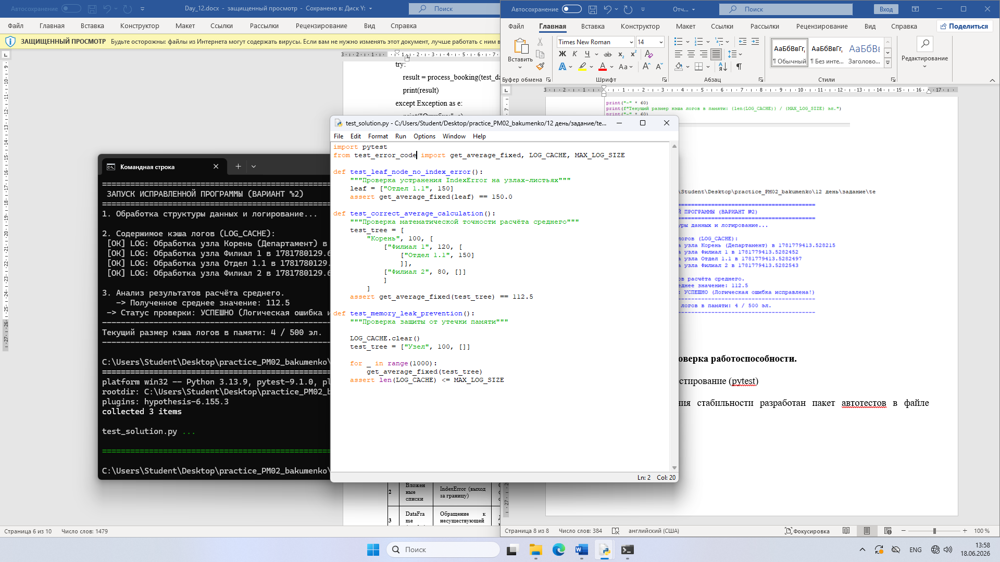 Автосохранение
Day_12.docx - защищенный просмотр - Сохранено в: Диск Y:
Поиск
Файл Главная Вставка Конструктор Макет Ссылки Рассылки Рецензирование Вид Справка
ЗАЩИЩЕННЫЙ ПРОСМОТР Будьте осторожны: файлы из Интернета могут содержать вирусы. Если вам не нужно изменять этот документ, лучше работать с ним в
try:
result = process_booking(test_da
print(result)
except Exception as e:
2
Вложен
ные
списки
IndexError (выход
за границу)
3
DataFra
me
Обращение к
несуществующей
Страница 6 из 10 Число слов: 1479
Командная строка
ЗАПУСК ИСПРАВЛЕННОЙ ПРОГРАММЫ (ВАРИАНТ №2)
1. Обработка структуры данных и логирование...
2. Содержимое кэша логов (LOG_CACHE):
[OK] LOG: Обработка узла Корень (Департамент) в
[OK] LOG: Обработка узла Филиал 1 в 1781780129.6
[OK] LOG: Обработка узла Отдел 1.1 в 1781780129.
[OK] LOG: Обработка узла Филиал 2 в 1781780129.6
3. Анализ результатов расчёта среднего.
-> Полученное среднее значение: 112.5
-> Статус проверки: УСПЕШНО (Логическая ошибка и
Текущий размер кэша логов в памяти: 4 / 500 эл.
C:\Users\Student\Desktop\practice_PM02_bakumenko\
platform win32 -- Python 3.13.9, pytest-9.1.0, pl
rootdir: C:\Users\Student\Desktop\practice_PM02_b
plugins: hypothesis-6.155.3
collected 3 items
test_solution.py ...
C:\Users\Student\Desktop\practice_PM02_bakumenko\
test_solution.py - C:/Users/Student/Desktop/practice_PM02_bakumenko/12 день/задание/te...
File Edit Format Run Options Window Help
import pytest
from test_error_code import get_average_fixed, LOG_CACHE, MAX_LOG_SIZE
def test_leaf_node_no_index_error():
"""Проверка устранения IndexError на узлах-листьях"""
leaf = ["Отдел 1.1", 150]
assert get_average_fixed(leaf) == 150.0
def test_correct_average_calculation():
"""Проверка математической точности расчёта среднего"""
test_tree = [
"Корень", 100, [
["Филиал 1", 120, [
["Отдел 1.1", 150]
]],
["Филиал 2", 80, []]
]
]
assert get_average_fixed(test_tree) == 112.5
def test_memory_leak_prevention():
"""Проверка защиты от утечки памяти"""
LOG_CACHE.clear()
test_tree = ["Узел", 100, []]
for _ in range(1000):
get_average_fixed(test_tree)
assert len(LOG_CACHE) <= MAX_LOG_SIZE
Ln: 2 Col: 20
Автосохранение
Отч...
Поиск
Вход
Файл Главная Вставка Конструктор Макет Ссылки Рассылки Рецензирование Вид Справка Поделиться
Вставить
Times New Roman 14
Ж К Ч ab x₂ x²
Aa
АаБбВвГг, АаБбВвГг, АаБбВв
¶ Обычный ¶ Без инте... Заголово...
Редактирование
Буфер обмена Шрифт Абзац Стили
print("-" * 60)
print(f"Текущий размер кэша логов в памяти: {len(LOG_CACHE)} / {MAX_LOG_SIZE} эл.")
print("-" * 60)
\Student\Desktop\practice_PM02_bakumenko\12 день\задание\te
Й ПРОГРАММЫ (ВАРИАНТ №2)
уры данных и логирование...
логов (LOG_CACHE):
а узла Корень (Департамент) в 1781779413.528215
а узла Филиал 1 в 1781779413.5282452
а узла Отдел 1.1 в 1781779413.5282497
а узла Филиал 2 в 1781779413.5282543
ов расчёта среднего.
еднее значение: 112.5
: УСПЕШНО (Логическая ошибка исправлена!)
логов в памяти: 4 / 500 эл.
оверка работоспособности.
стирование (pytest)
ния стабильности разработан пакет автотестов в файле
Страница 8 из 8 Число слов: 384 английский (США) Фокусировка 100 %
Поиск
ENG
13:58
18.06.2026